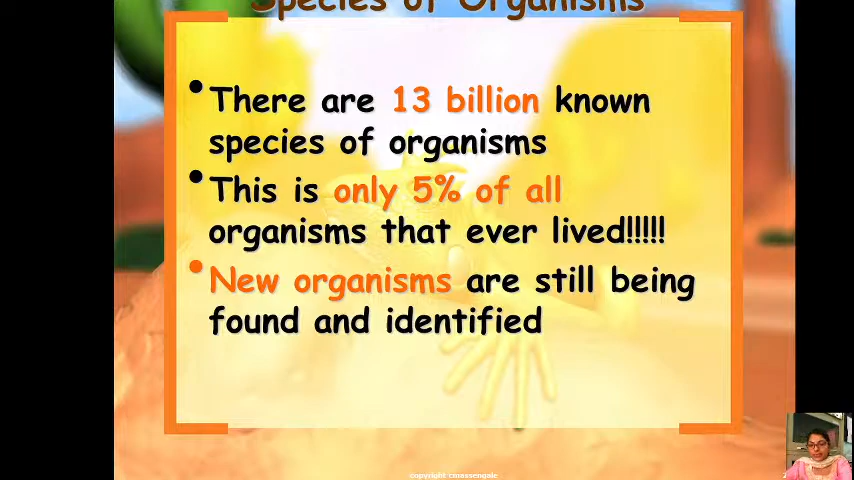 Species of Organisms
There are 13 billion known
species of organisms
This is only 5% of all
organisms that ever lived!!!!!
New organisms are still being
found and identified
copyright cmassengale